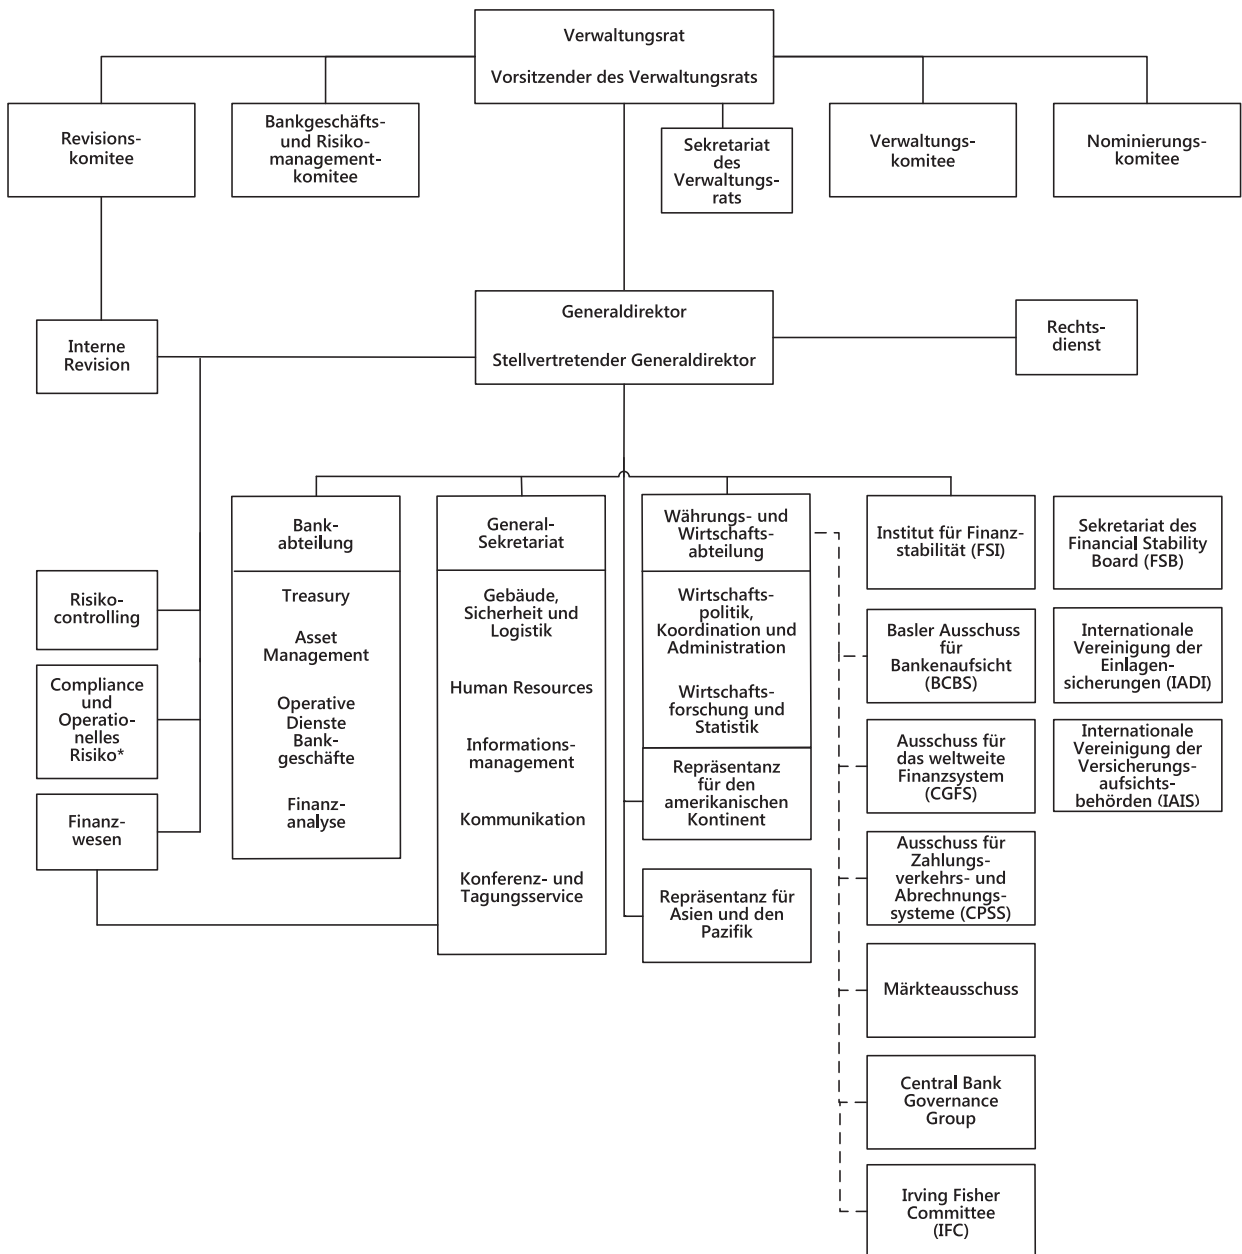 Verwaltungsrat
Vorsitzender des Verwaltungsrats
Revisions-
komitee
Bankgeschäfts-
und Risiko-
management-
komitee
Sekretariat
des
Verwaltungs-
rats
Verwaltungs-
komitee
Nominierungs-
komitee
Generaldirektor
Stellvertretender Generaldirektor
Interne
Revision
Rechts-
dienst
Bank-
abteilung
Treasury
Asset
Management
Operative
Dienste
Bank-
geschäfte
Finanz-
analyse
General-
Sekretariat
Gebäude,
Sicherheit und
Logistik
Human Resources
Informations-
management
Kommunikation
Konferenz- und
Tagungsservice
Währungs- und
Wirtschafts-
abteilung
Wirtschafts-
politik,
Koordination und
Administration
Wirtschafts-
forschung und
Statistik
Repräsentanz
für den
amerikanischen
Kontinent
Repräsentanz für
Asien und den
Pazifik
Institut für Finanz-
stabilität (FSI)
Sekretariat des
Financial Stability
Board (FSB)
Risiko-
controlling
Compliance
und
Operatio-
nelles
Risiko*
Finanz-
wesen
Basler Ausschuss
für
Bankenaufsicht
(BCBS)
Internationale
Vereinigung der
Einlagen-
sicherungen (IADI)
Ausschuss für
das weltweite
Finanzsystem
(CGFS)
Internationale
Vereinigung der
Versicherungs-
aufsichts-
behörden (IAIS)
Ausschuss für
Zahlungs-
verkehrs- und
Abrechnungs-
systeme (CPSS)
Märkteausschuss
Central Bank
Governance
Group
Irving Fisher
Committee
(IFC)